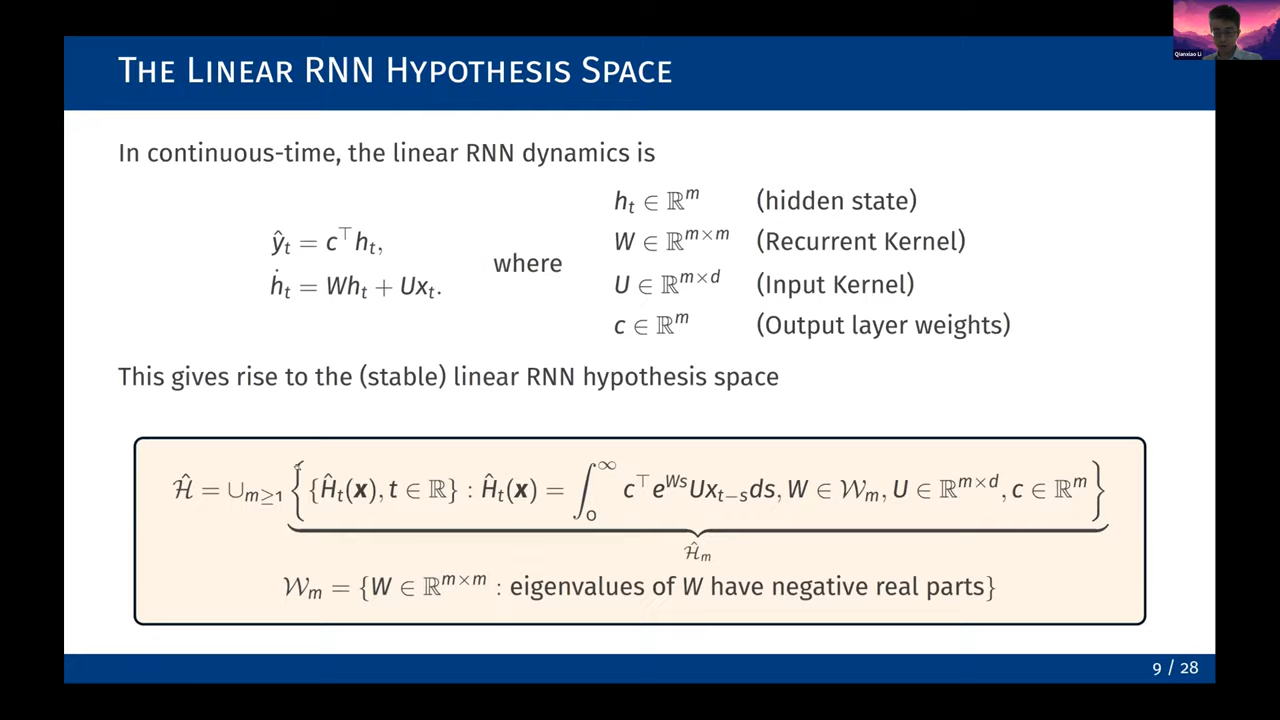 THE LINEAR RNN HYPOTHESIS SPACE
Qianxiao Li
In continuous-time, the linear RNN dynamics is
ŷ_t = c^⊤ h_t,
ḣ_t = Wh_t + Ux_t.
where
h_t ∈ ℝ^m (hidden state)
W ∈ ℝ^{m×m} (Recurrent Kernel)
U ∈ ℝ^{m×d} (Input Kernel)
c ∈ ℝ^m (Output layer weights)
This gives rise to the (stable) linear RNN hypothesis space
Ĥ = ∪_{m≥1} { {Ĥ_t(x), t ∈ ℝ} : Ĥ_t(x) = ∫_0^∞ c^⊤ e^{Ws} Ux_{t−s} ds, W ∈ W_m, U ∈ ℝ^{m×d}, c ∈ ℝ^m }
Ĥ_m
W_m = {W ∈ ℝ^{m×m} : eigenvalues of W have negative real parts}
9 / 28